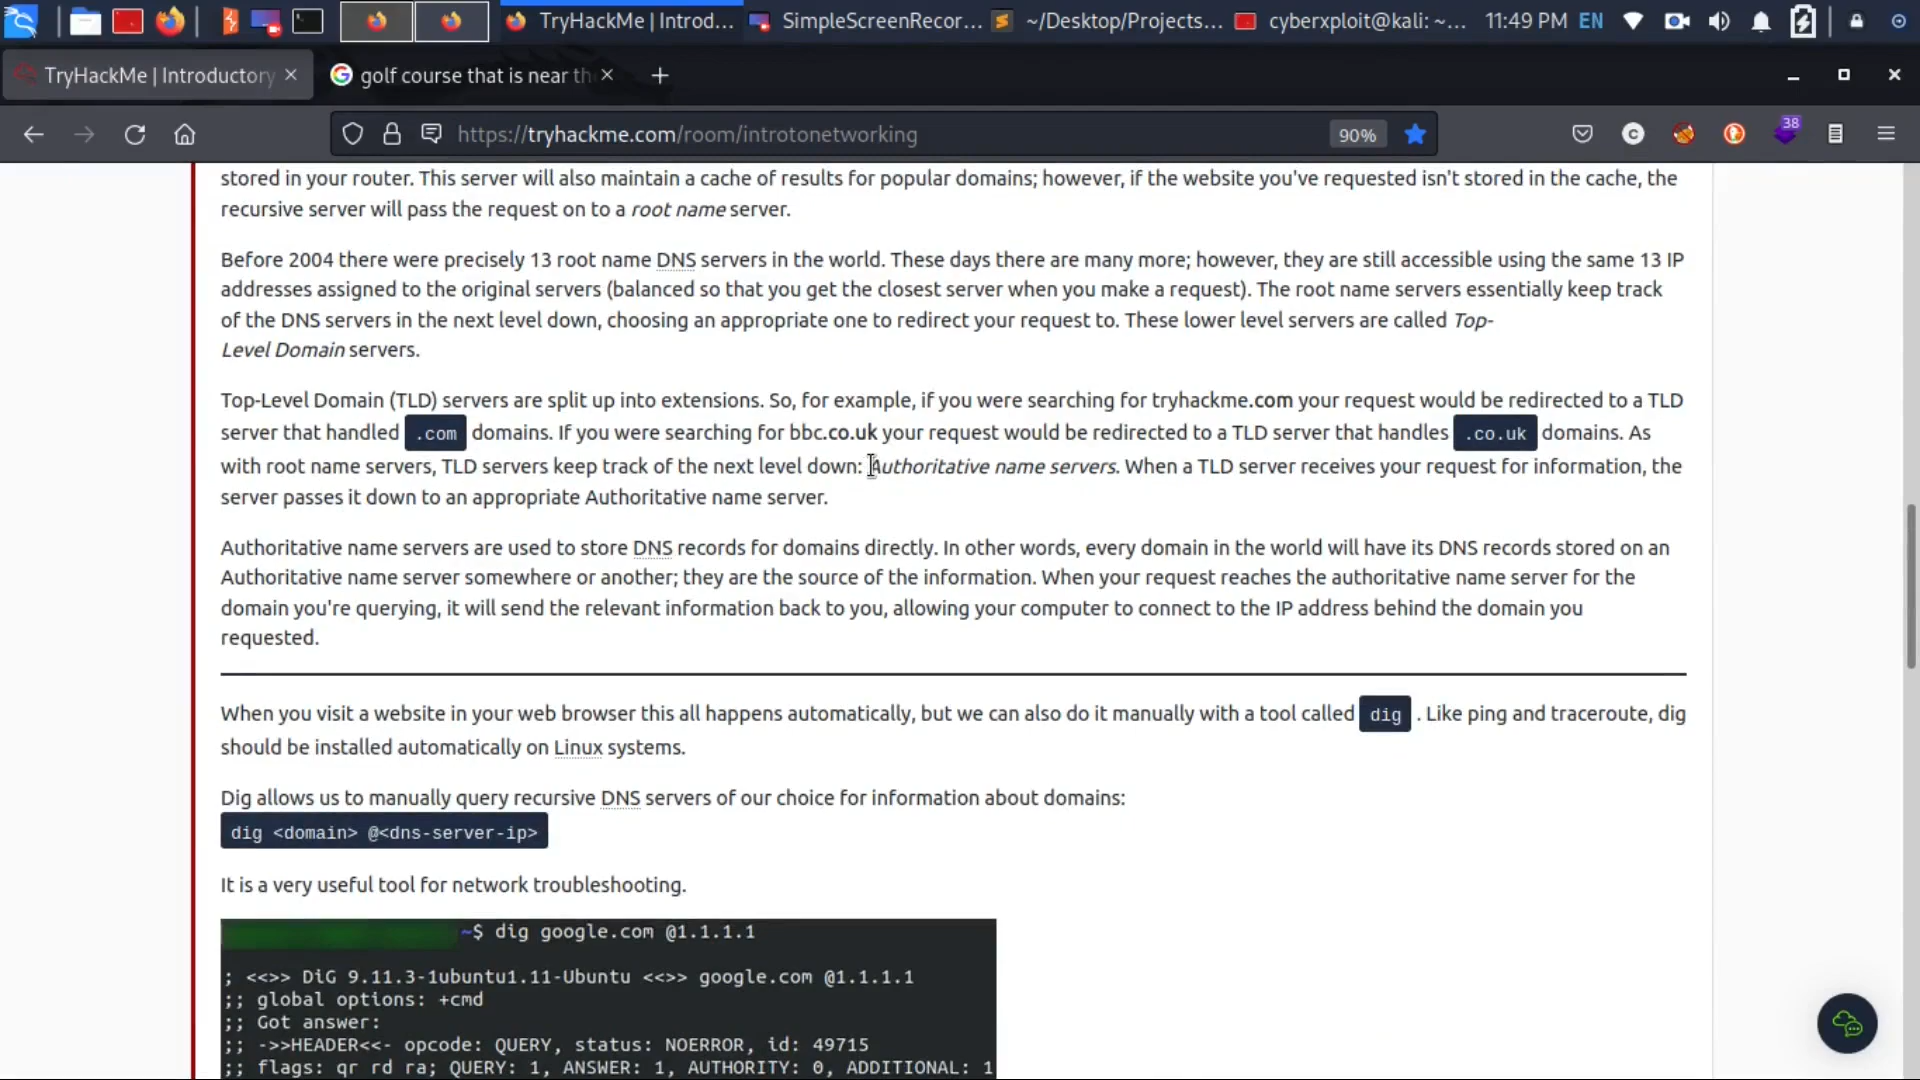 TryHackMe | Introd... SimpleScreenRecor... ~/Desktop/Projects... cyberxploit@kali: ~... 11:49 PM EN
TryHackMe | Introductory golf course that is near th
https://tryhackme.com/room/introtonetworking 90% 38
stored in your router. This server will also maintain a cache of results for popular domains; however, if the website you've requested isn't stored in the cache, the
recursive server will pass the request on to a root name server.
Before 2004 there were precisely 13 root name DNS servers in the world. These days there are many more; however, they are still accessible using the same 13 IP
addresses assigned to the original servers (balanced so that you get the closest server when you make a request). The root name servers essentially keep track
of the DNS servers in the next level down, choosing an appropriate one to redirect your request to. These lower level servers are called Top-
Level Domain servers.
Top-Level Domain (TLD) servers are split up into extensions. So, for example, if you were searching for tryhackme.com your request would be redirected to a TLD
server that handled .com domains. If you were searching for bbc.co.uk your request would be redirected to a TLD server that handles .co.uk domains. As
with root name servers, TLD servers keep track of the next level down: Authoritative name servers. When a TLD server receives your request for information, the
server passes it down to an appropriate Authoritative name server.
Authoritative name servers are used to store DNS records for domains directly. In other words, every domain in the world will have its DNS records stored on an
Authoritative name server somewhere or another; they are the source of the information. When your request reaches the authoritative name server for the
domain you're querying, it will send the relevant information back to you, allowing your computer to connect to the IP address behind the domain you
requested.
When you visit a website in your web browser this all happens automatically, but we can also do it manually with a tool called dig . Like ping and traceroute, dig
should be installed automatically on Linux systems.
Dig allows us to manually query recursive DNS servers of our choice for information about domains:
dig <domain> @<dns-server-ip>
It is a very useful tool for network troubleshooting.
~$ dig google.com @1.1.1.1
; <<>> DiG 9.11.3-1ubuntu1.11-Ubuntu <<>> google.com @1.1.1.1
;; global options: +cmd
;; Got answer:
;; ->>HEADER<<- opcode: QUERY, status: NOERROR, id: 49715
;; flags: qr rd ra; QUERY: 1, ANSWER: 1, AUTHORITY: 0, ADDITIONAL: 1